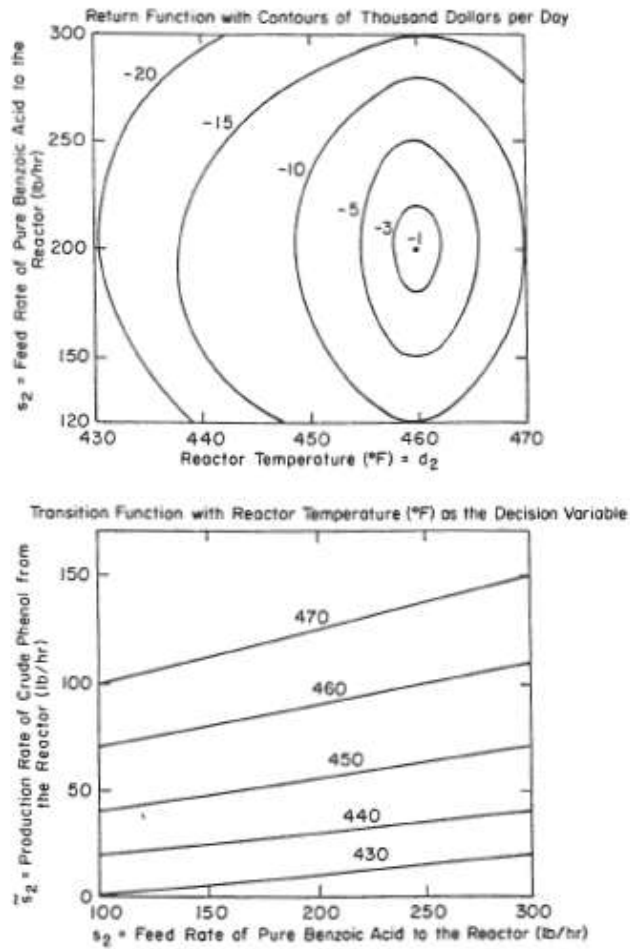 Return Function with Contours of Thousand Dollars per Day
s₂ = Feed Rate of Pure Benzoic Acid to the
Reactor (lb/hr)
300
250
200
150
120
-20
-15
-10
-5
-3
-1
430 440 450 460 470
Reactor Temperature (°F) = d₂
Transition Function with Reactor Temperature (°F) as the Decision Variable
s̃₂ = Production Rate of Crude Phenol from
the Reactor (lb/hr)
150
100
50
0
470
460
450
440
430
100 150 200 250 300
s₂ = Feed Rate of Pure Benzoic Acid to the Reactor (lb/hr)